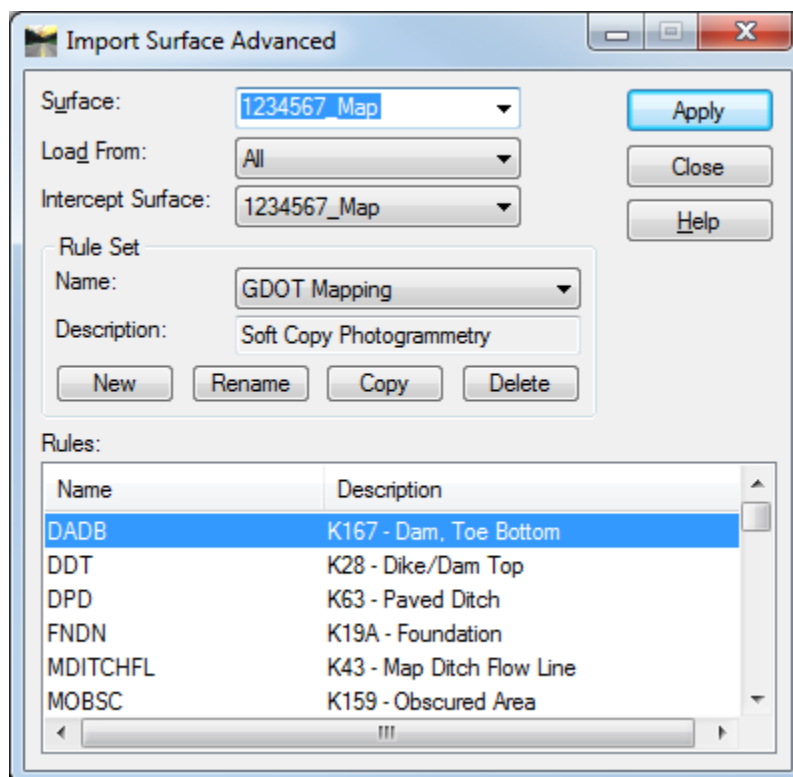 Import Surface Advanced
Surface: 1234567_Map Apply
Load From: All Close
Intercept Surface: 1234567_Map Help
Rule Set
Name: GDOT Mapping
Description: Soft Copy Photogrammetry
New Rename Copy Delete
Rules:
Name Description
DADB K167 - Dam, Toe Bottom
DDT K28 - Dike/Dam Top
DPD K63 - Paved Ditch
FNDN K19A - Foundation
MDITCHFL K43 - Map Ditch Flow Line
MOBSC K159 - Obscured Area